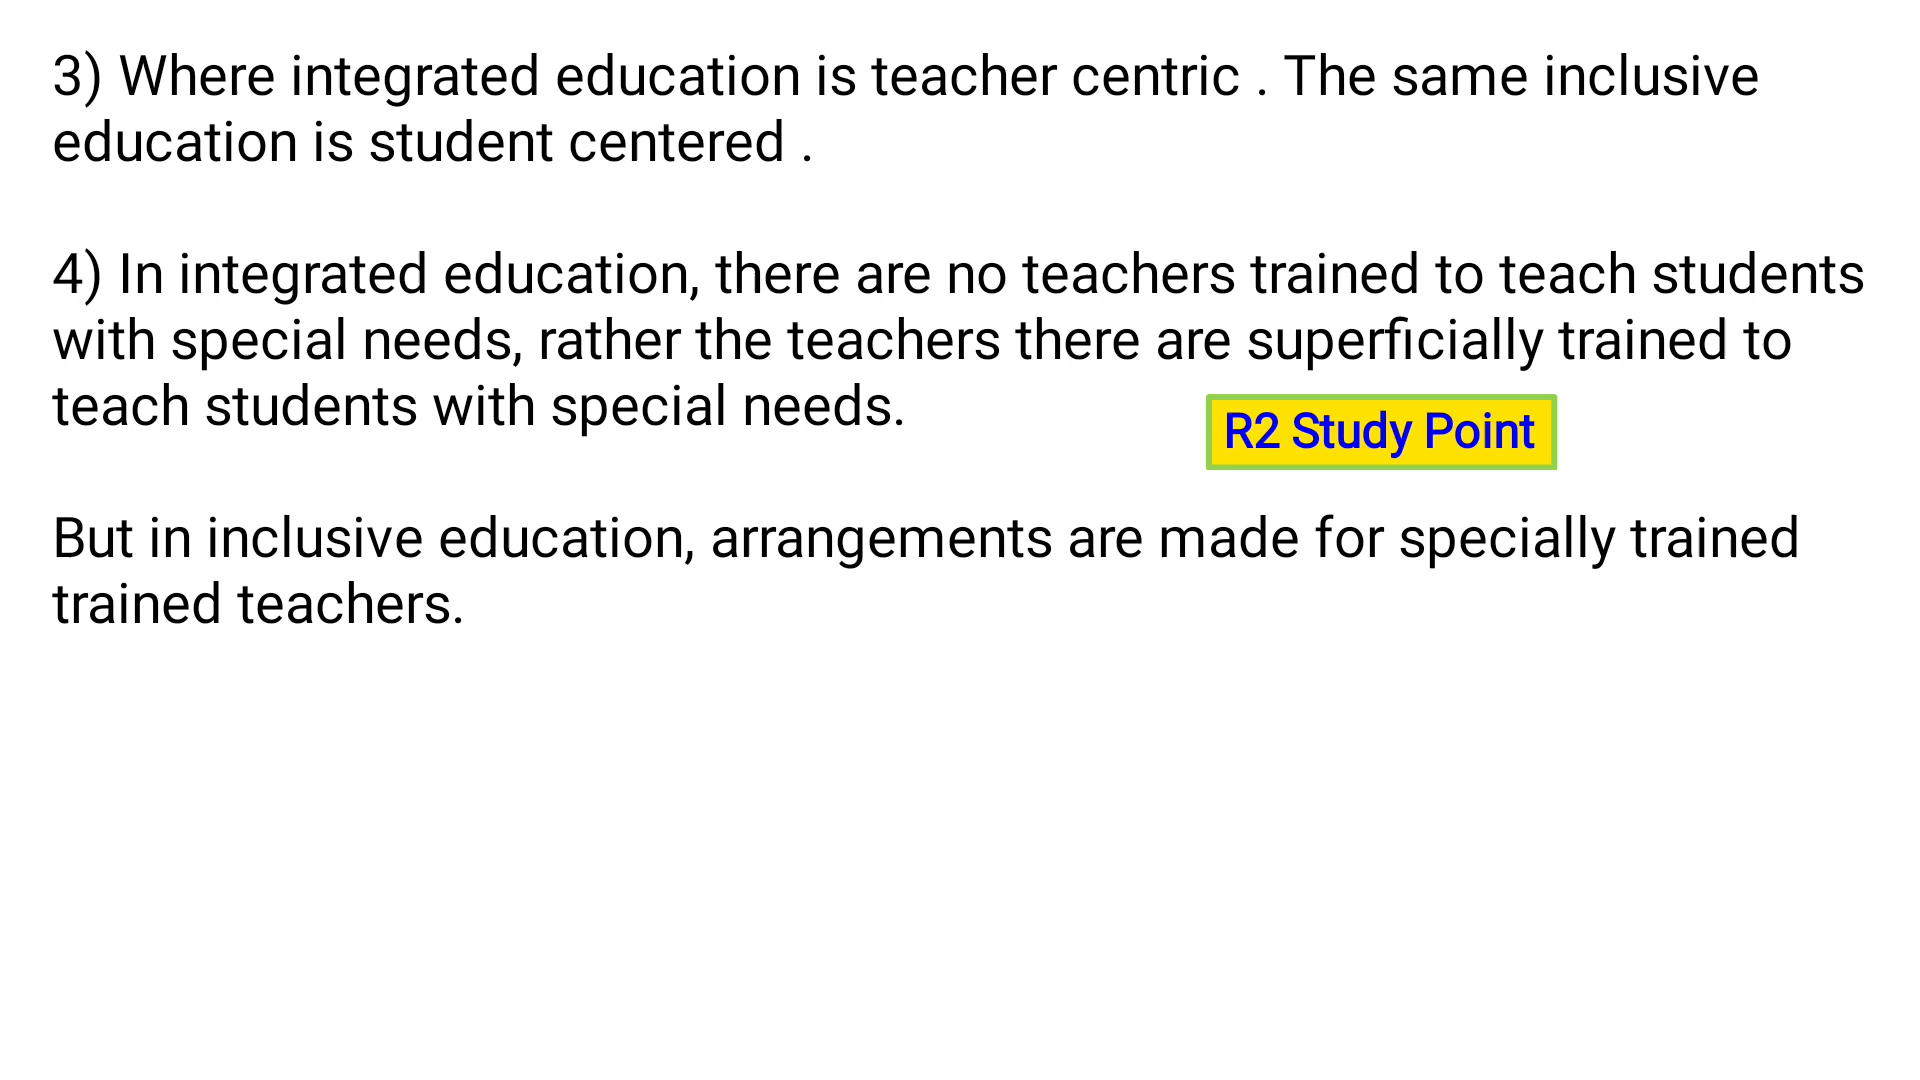 3) Where integrated education is teacher centric . The same inclusive
education is student centered .
4) In integrated education, there are no teachers trained to teach students
with special needs, rather the teachers there are superficially trained to
teach students with special needs.
R2 Study Point
But in inclusive education, arrangements are made for specially trained
trained teachers.